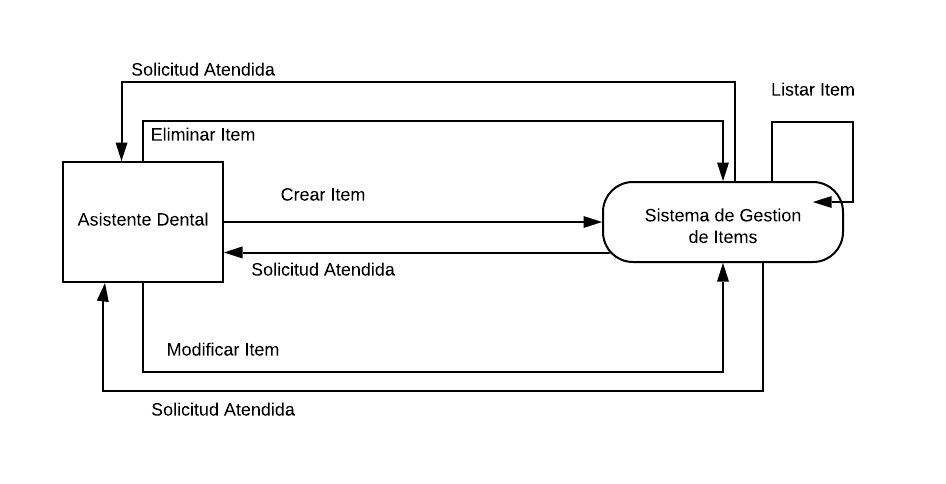 Solicitud Atendida
Listar Item
Eliminar Item
Crear Item
Asistente Dental
Sistema de Gestion
de Items
Solicitud Atendida
Modificar Item
Solicitud Atendida